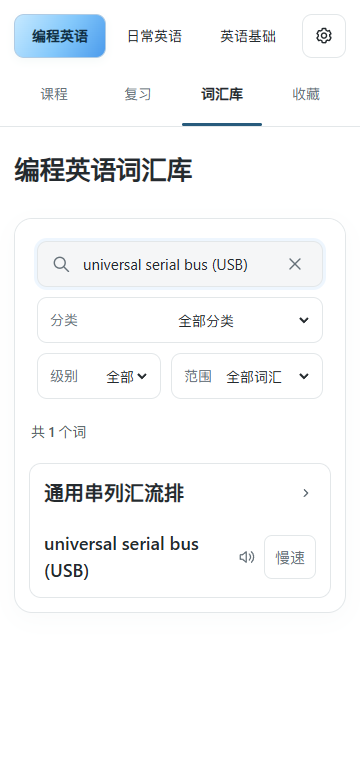 编程英语 日常英语 英语基础
课程 复习 词汇库 收藏
编程英语词汇库
universal serial bus (USB)
分类 全部分类
级别 全部 范围 全部词汇
共 1 个词
通用串列汇流排
universal serial bus
(USB)
慢速